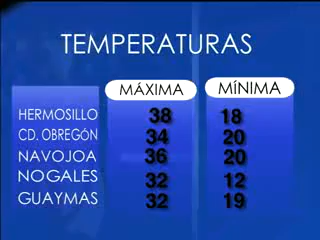 TEMPERATURAS
MÁXIMA MíNIMA
HERMOSILLO 38 18
CD. OBREGóN 34 20
NAVOJOA 36 20
NOGALES 32 12
GUAYMAS 32 19